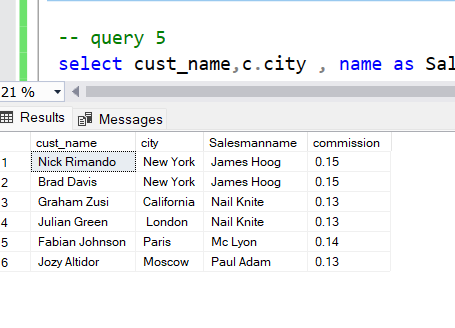 -- query 5
select cust_name,c.city , name as Sal
21 %
Results Messages
cust_name city Salesmanname commission
1 Nick Rimando New York James Hoog 0.15
2 Brad Davis New York James Hoog 0.15
3 Graham Zusi California Nail Knite 0.13
4 Julian Green London Nail Knite 0.13
5 Fabian Johnson Paris Mc Lyon 0.14
6 Jozy Altidor Moscow Paul Adam 0.13